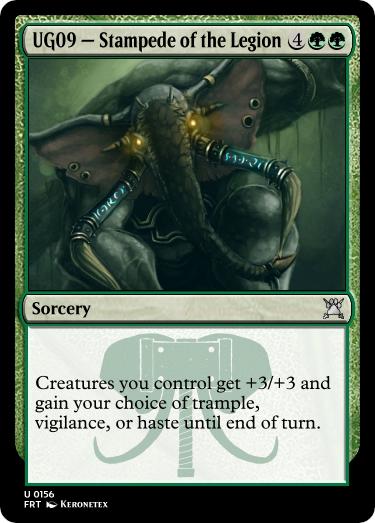 UG09 – Stampede of the Legion 4
Sorcery
Creatures you control get +3/+3 and
gain your choice of trample,
vigilance, or haste until end of turn.
U 0156
FRT Keronetex